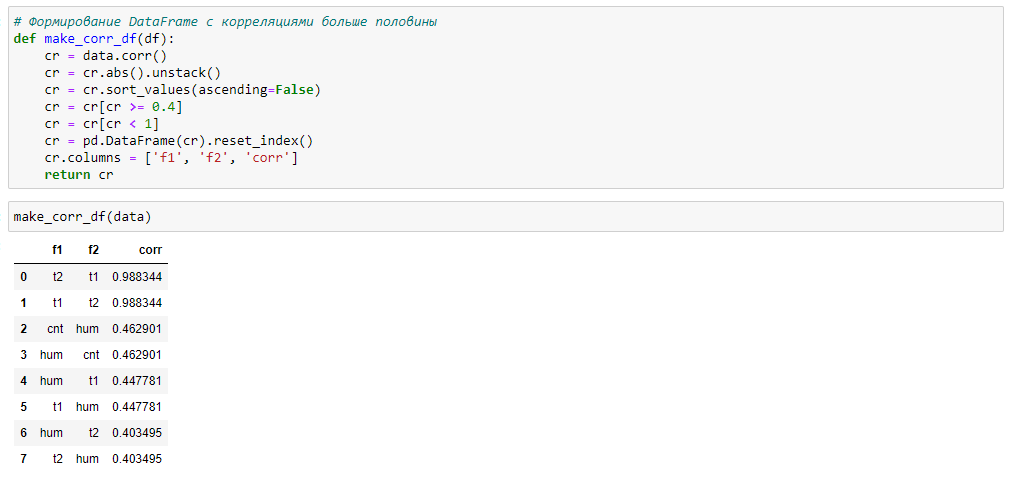 # Формирование DataFrame с корреляциями больше половины
def make_corr_df(df):
    cr = data.corr()
    cr = cr.abs().unstack()
    cr = cr.sort_values(ascending=False)
    cr = cr[cr >= 0.4]
    cr = cr[cr < 1]
    cr = pd.DataFrame(cr).reset_index()
    cr.columns = ['f1', 'f2', 'corr']
    return cr
make_corr_df(data)
f1 f2 corr
0 t2 t1 0.988344
1 t1 t2 0.988344
2 cnt hum 0.462901
3 hum cnt 0.462901
4 hum t1 0.447781
5 t1 hum 0.447781
6 hum t2 0.403495
7 t2 hum 0.403495